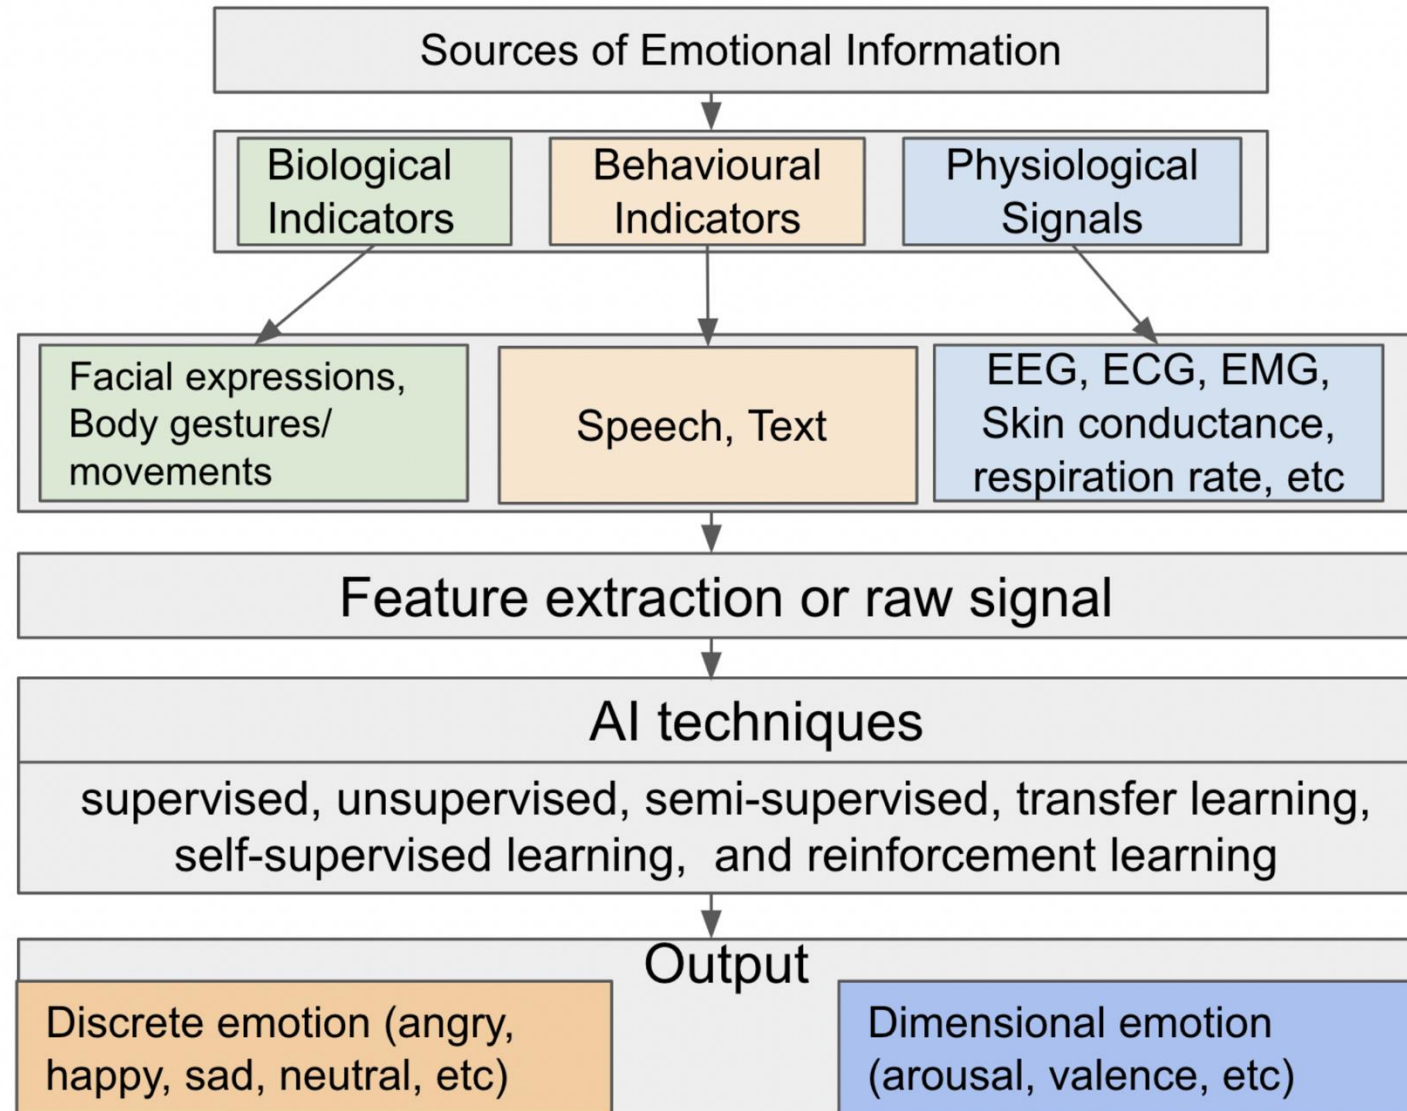 Sources of Emotional Information
Biological
Indicators
Behavioural
Indicators
Physiological
Signals
Facial expressions,
Body gestures/
movements
Speech, Text
EEG, ECG, EMG,
Skin conductance,
respiration rate, etc
Feature extraction or raw signal
AI techniques
supervised, unsupervised, semi-supervised, transfer learning,
self-supervised learning,  and reinforcement learning
Output
Discrete emotion (angry,
happy, sad, neutral, etc)
Dimensional emotion
(arousal, valence, etc)